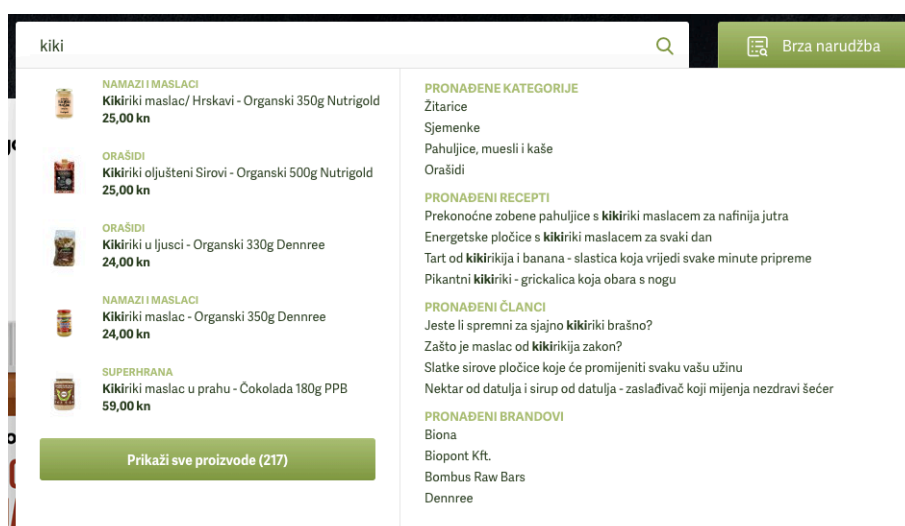 kiki
Brza narudžba
NAMAZI I MASLACI
Kikiriki maslac/ Hrskavi - Organski 350g Nutrigold
25,00 kn
ORAŠIDI
Kikiriki oljušteni Sirovi - Organski 500g Nutrigold
25,00 kn
ORAŠIDI
Kikiriki u ljusci - Organski 330g Dennree
24,00 kn
NAMAZI I MASLACI
Kikiriki maslac - Organski 350g Dennree
24,00 kn
SUPERHRANA
Kikiriki maslac u prahu - Čokolada 180g PPB
59,00 kn
Prikaži sve proizvode (217)
PRONAĐENE KATEGORIJE
Žitarice
Sjemenke
Pahuljice, muesli i kaše
Orašidi
PRONAĐENI RECEPTI
Prekonoćne zobene pahuljice s kikiriki maslacem za nafinija jutra
Energetske pločice s kikiriki maslacem za svaki dan
Tart od kikirikija i banana - slastica koja vrijedi svake minute pripreme
Pikantni kikiriki - grickalica koja obara s nogu
PRONAĐENI ČLANCI
Jeste li spremni za sjajno kikiriki brašno?
Zašto je maslac od kikirikija zakon?
Slatke sirove pločice koje će promijeniti svaku vašu užinu
Nektar od datulja i sirup od datulja - zaslađivač koji mijenja nezdravi šećer
PRONAĐENI BRANDOVI
Biona
Biopont Kft.
Bombus Raw Bars
Dennree